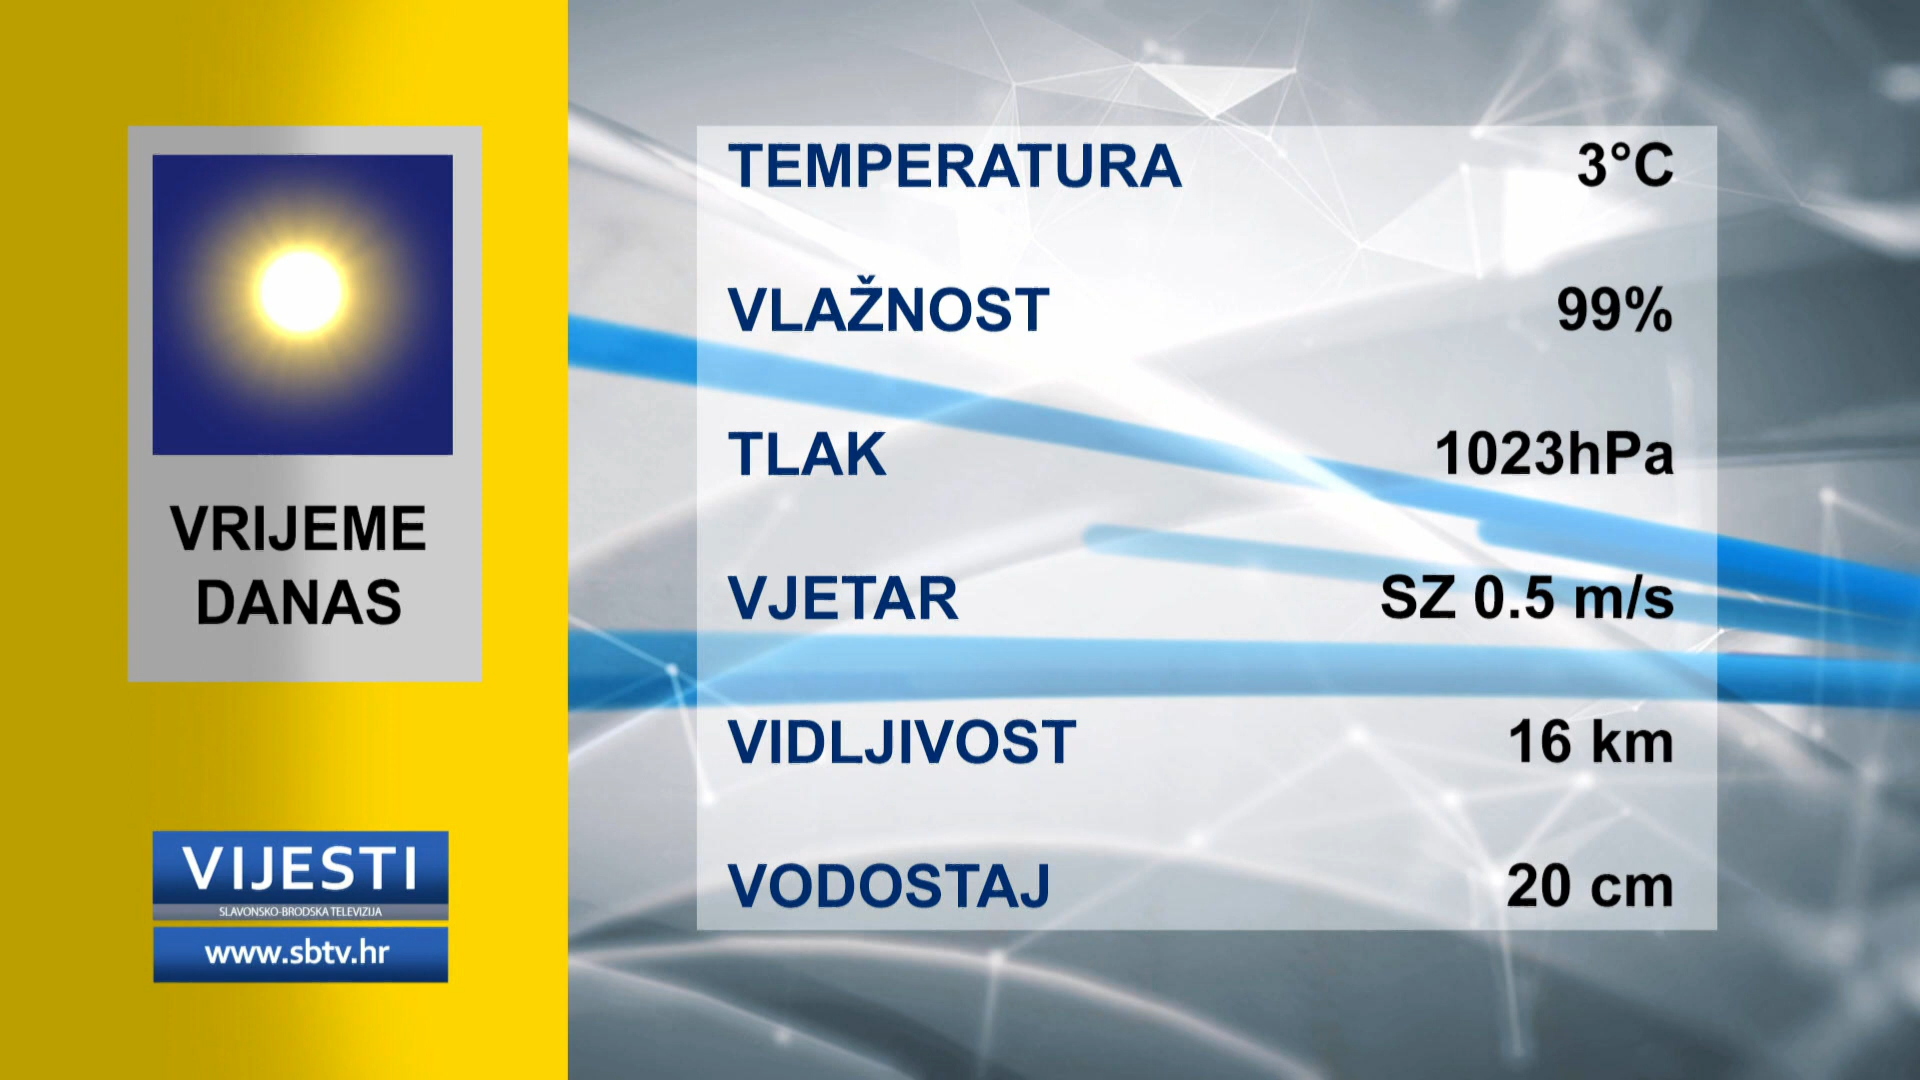 VRIJEME
DANAS
VIJESTI
SLAVONSKO-BRODSKA TELEVIZIJA
www.sbtv.hr
TEMPERATURA 3°C
VLAŽNOST 99%
TLAK 1023hPa
VJETAR SZ 0.5 m/s
VIDLJIVOST 16 km
VODOSTAJ 20 cm